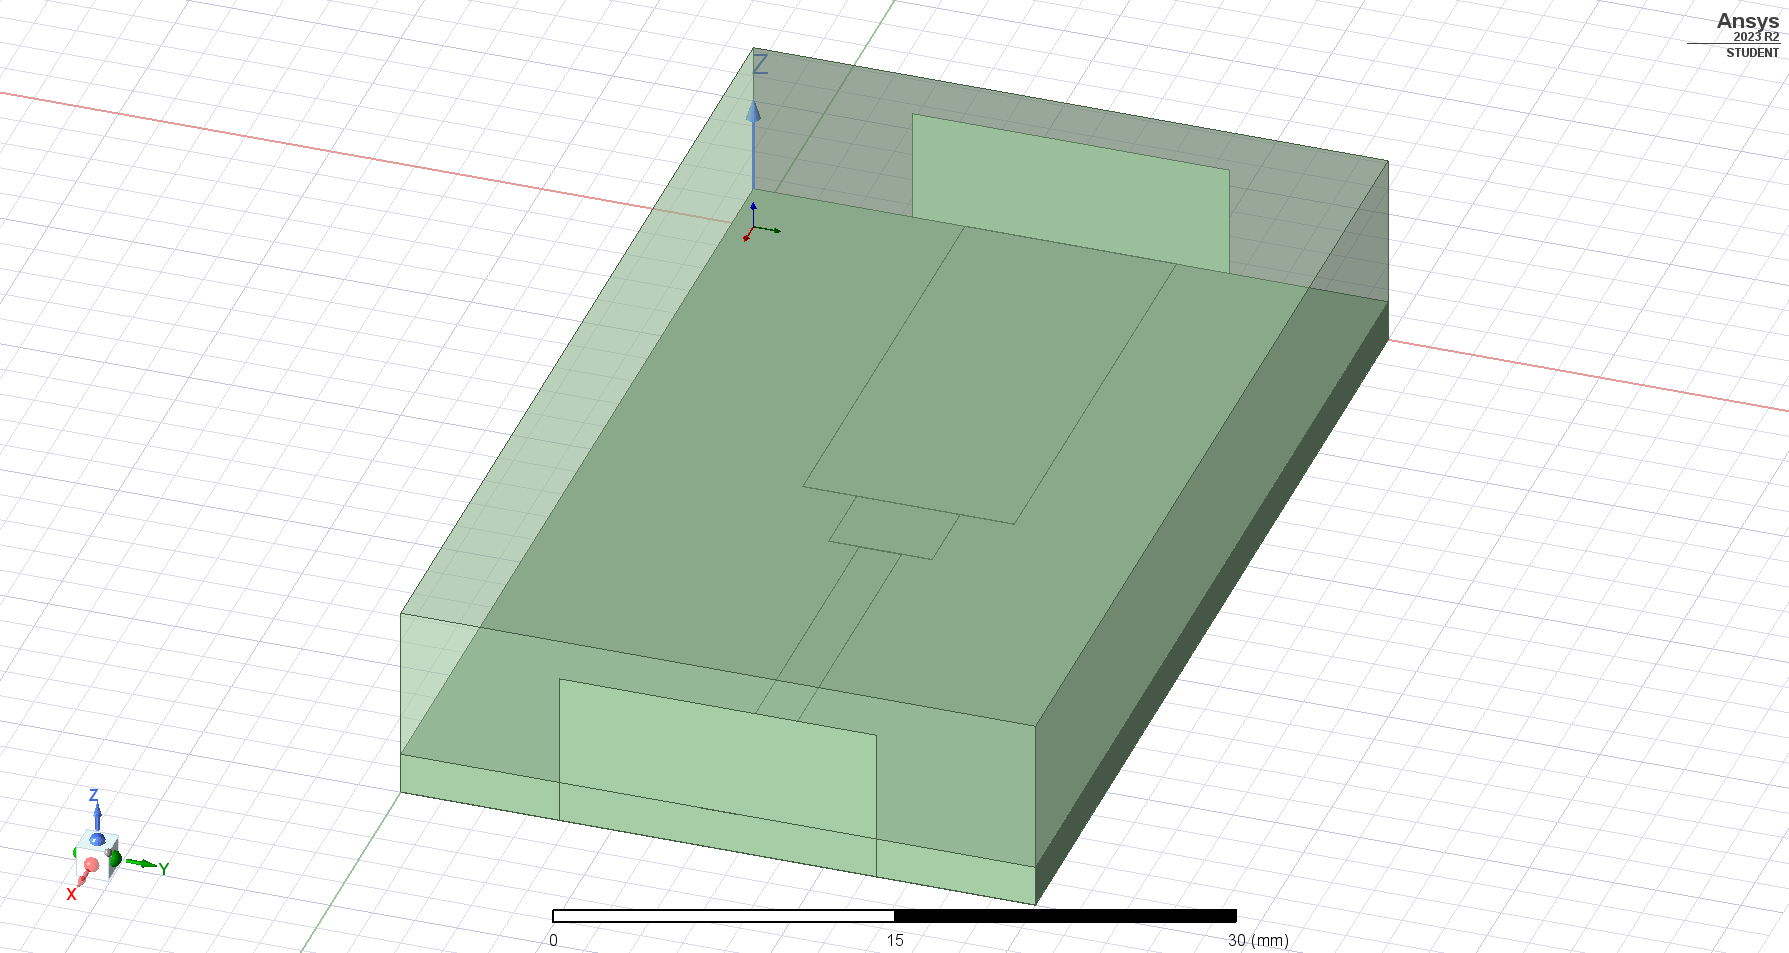 Ansys
2023 R2
STUDENT
Z
Z
Y
X
0 15 30 (mm)